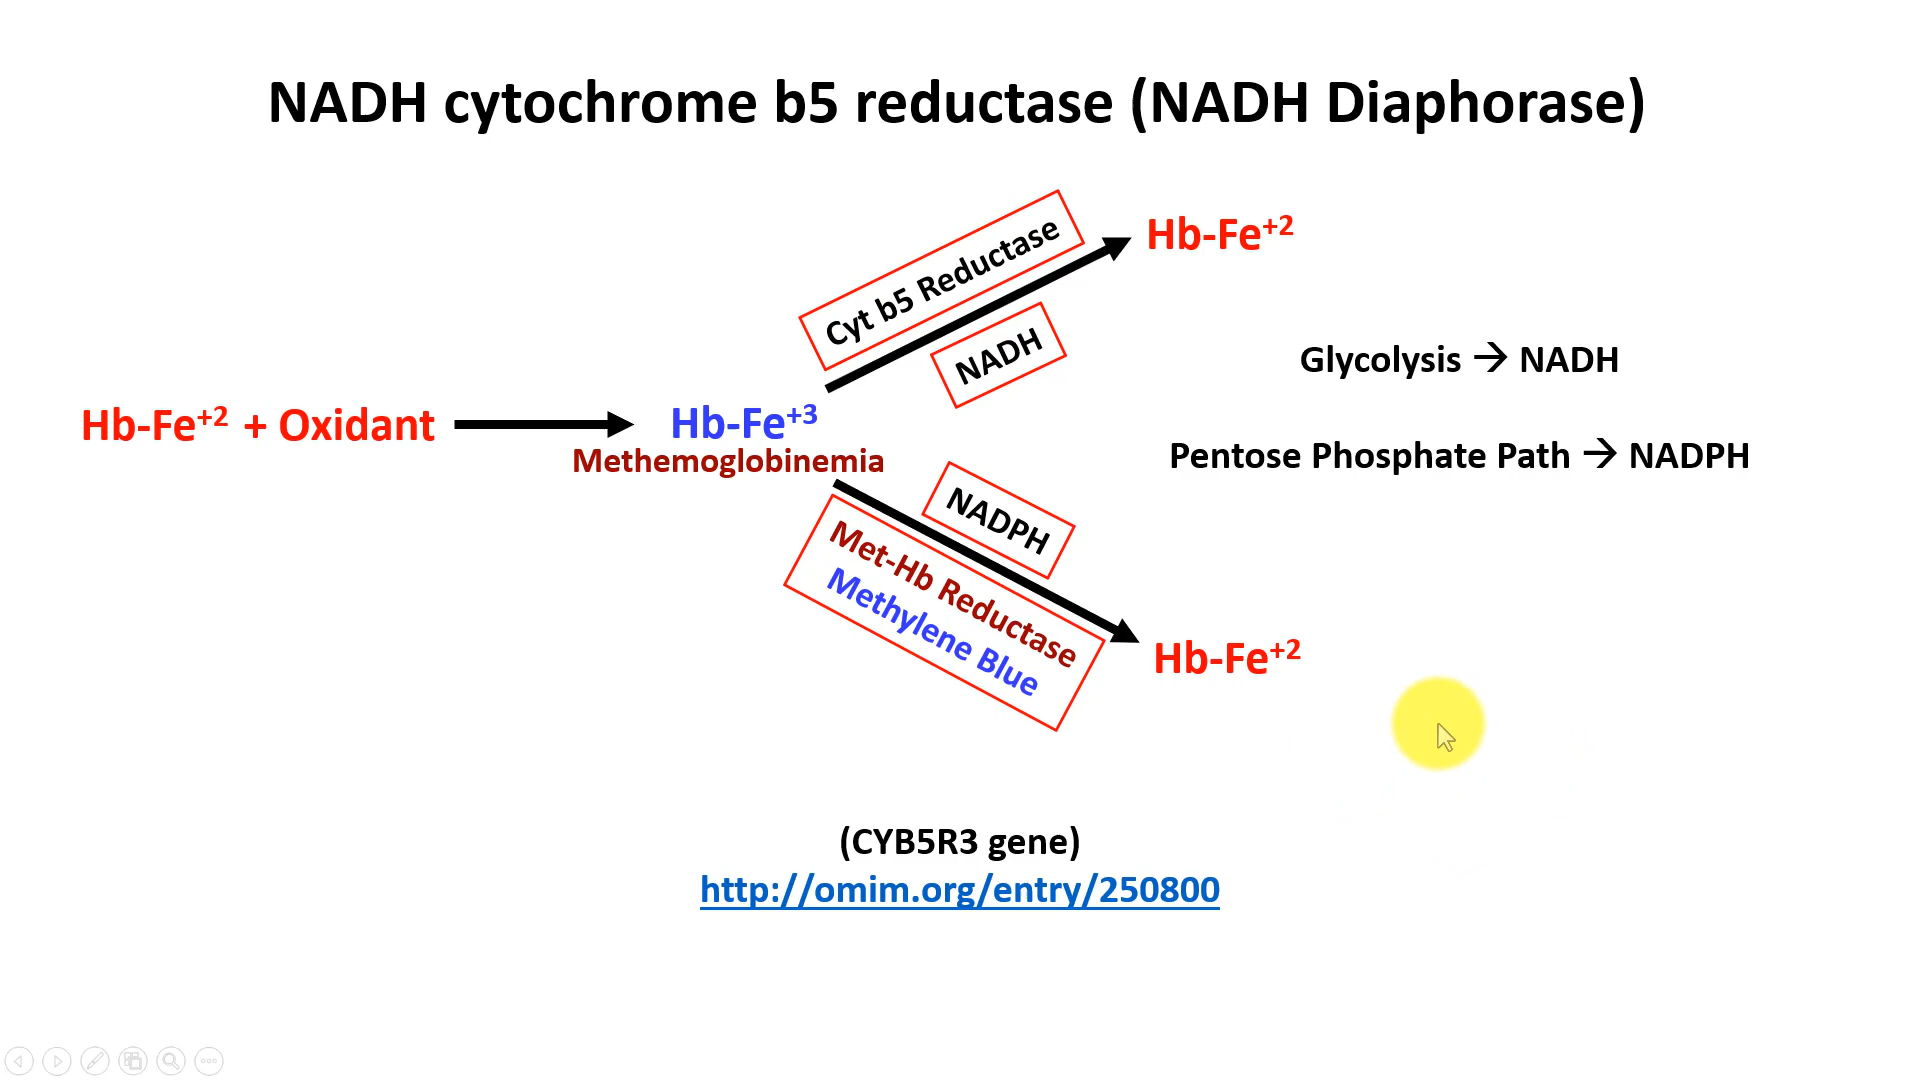 NADH cytochrome b5 reductase (NADH Diaphorase)
Cyt b5 Reductase
Hb-Fe+2
NADH
Glycolysis → NADH
Hb-Fe+2 + Oxidant
Hb-Fe+3
Methemoglobinemia
Pentose Phosphate Path → NADPH
NADPH
Met-Hb Reductase
Methylene Blue
Hb-Fe+2
(CYB5R3 gene)
http://omim.org/entry/250800